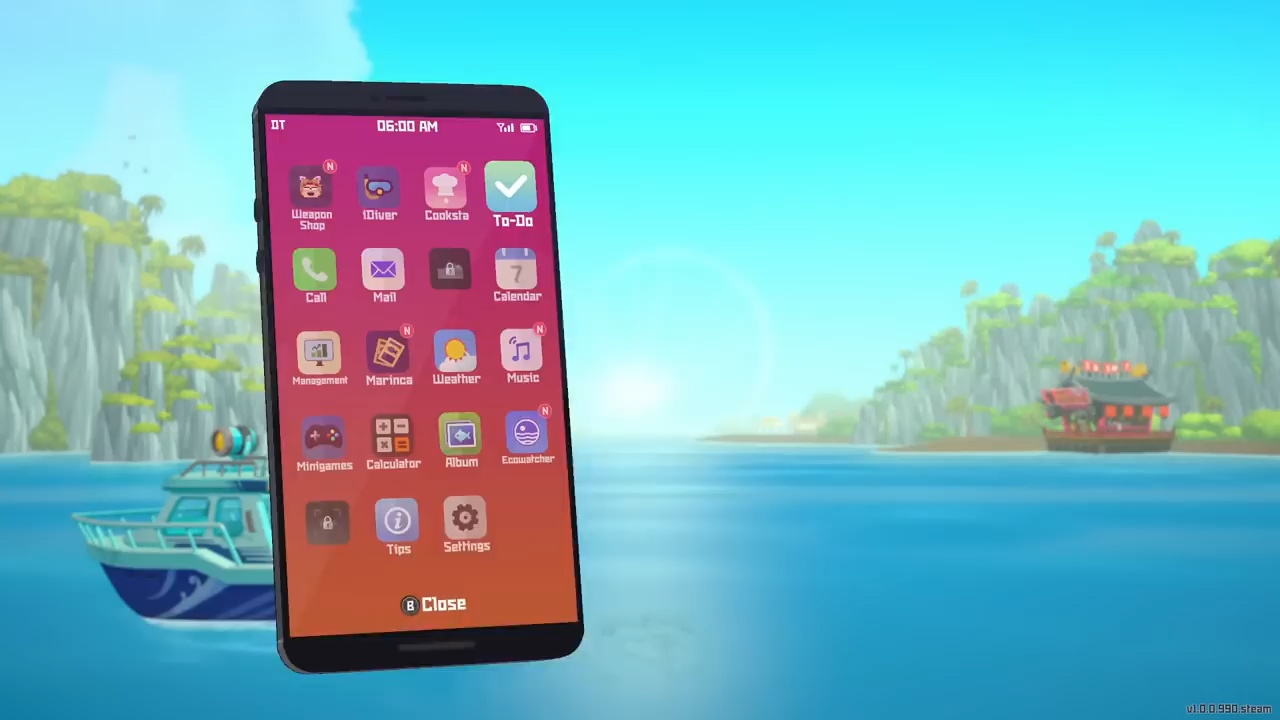 DT
06:00 AM
N
N
Weapon
Shop
iDiver
Cooksta
To-Do
Call
Mail
7
Calendar
N
N
Management
Marinca
Weather
Music
N
Minigames
Calculator
Album
Ecowatcher
Tips
Settings
B Close
v1.0.0.990.steam